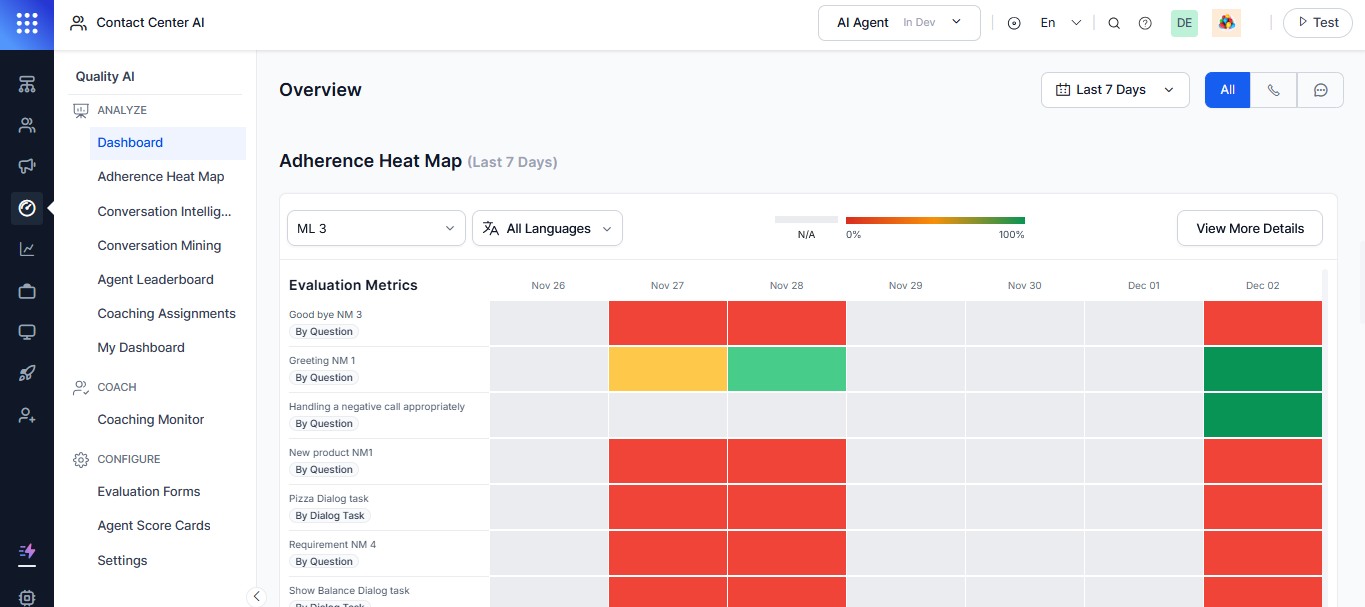 Contact Center AI
AI Agent In Dev
En
DE
Test
Quality AI
ANALYZE
Dashboard
Adherence Heat Map
Conversation Intellig...
Conversation Mining
Agent Leaderboard
Coaching Assignments
My Dashboard
COACH
Coaching Monitor
CONFIGURE
Evaluation Forms
Agent Score Cards
Settings
Overview
Last 7 Days
All
Adherence Heat Map (Last 7 Days)
ML 3
All Languages
N/A
0%
100%
View More Details
Evaluation Metrics Nov 26 Nov 27 Nov 28 Nov 29 Nov 30 Dec 01 Dec 02
Good bye NM 3
By Question
Greeting NM 1
By Question
Handling a negative call appropriately
By Question
New product NM1
By Question
Pizza Dialog task
By Dialog Task
Requirement NM 4
By Question
Show Balance Dialog task
By Dialog Task